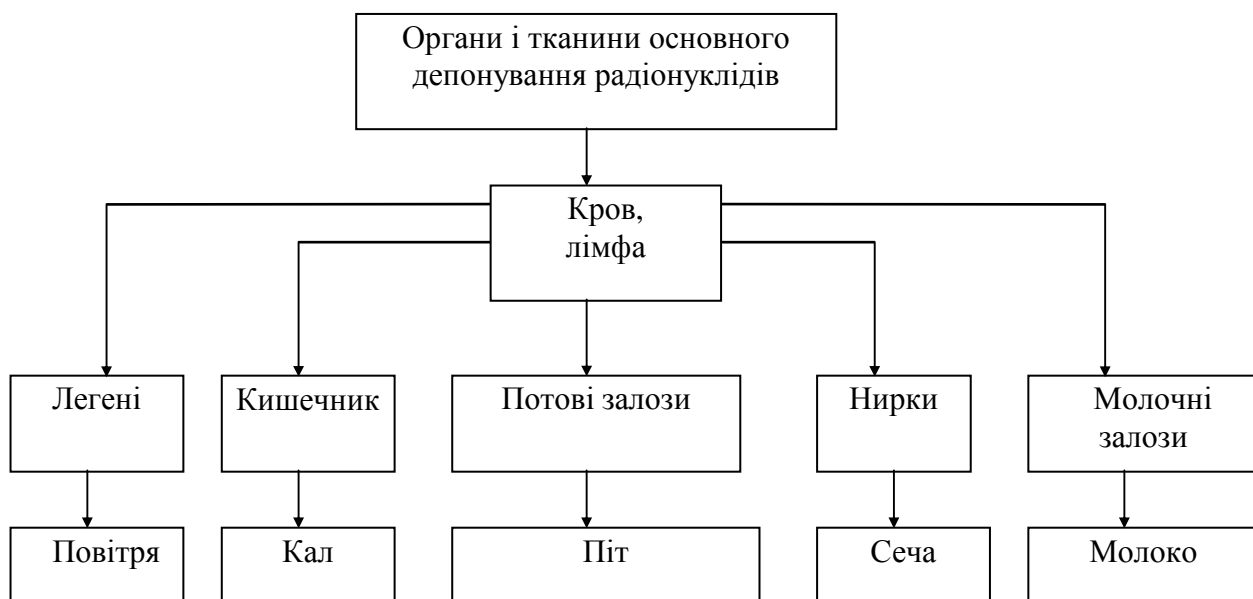 Органи і тканини основного
депонування радіонуклідів
Кров,
лімфа
Легені
Кишечник
Потові залози
Нирки
Молочні
залози
Повітря
Кал
Піт
Сеча
Молоко